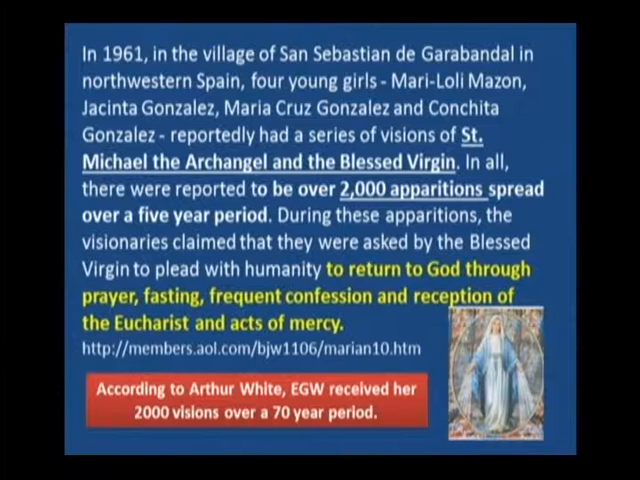 In 1961, in the village of San Sebastian de Garabandal in
northwestern Spain, four young girls - Mari-Loli Mazon,
Jacinta Gonzalez, Maria Cruz Gonzalez and Conchita
Gonzalez - reportedly had a series of visions of St.
Michael the Archangel and the Blessed Virgin. In all,
there were reported to be over 2,000 apparitions spread
over a five year period. During these apparitions, the
visionaries claimed that they were asked by the Blessed
Virgin to plead with humanity to return to God through
prayer, fasting, frequent confession and reception of
the Eucharist and acts of mercy.
http://members.aol.com/bjw1106/marian10.htm
According to Arthur White, EGW received her
2000 visions over a 70 year period.